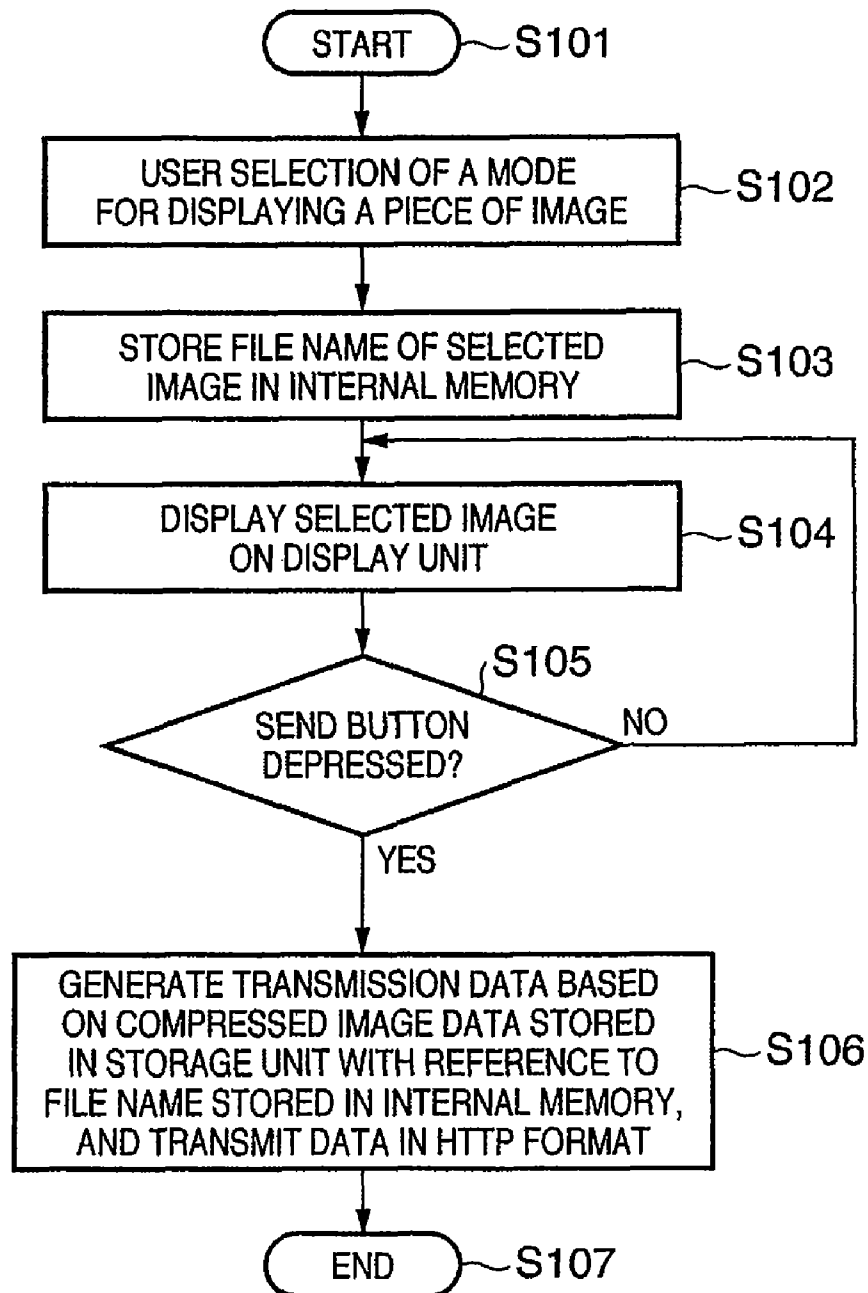 START
S101
USER SELECTION OF A MODE
FOR DISPLAYING A PIECE OF IMAGE
S102
STORE FILE NAME OF SELECTED
IMAGE IN INTERNAL MEMORY
S103
DISPLAY SELECTED IMAGE
ON DISPLAY UNIT
S104
S105
SEND BUTTON
DEPRESSED?
NO
YES
GENERATE TRANSMISSION DATA BASED
ON COMPRESSED IMAGE DATA STORED
IN STORAGE UNIT WITH REFERENCE TO
FILE NAME STORED IN INTERNAL MEMORY,
AND TRANSMIT DATA IN HTTP FORMAT
S106
END
S107